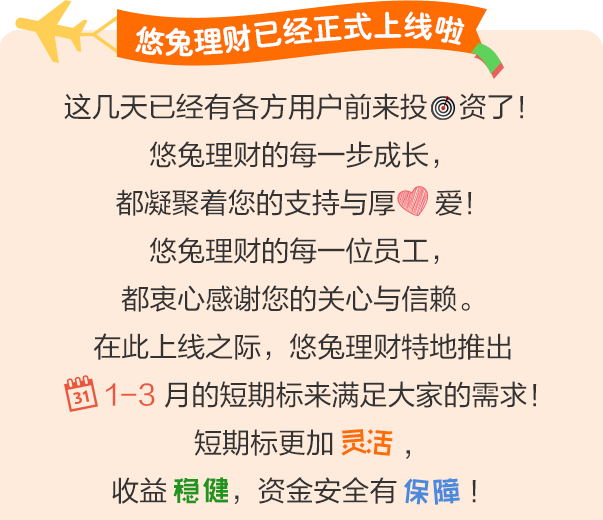 悠兔理财已经正式上线啦
这几天已经有各方用户前来投资了！
悠兔理财的每一步成长，
都凝聚着您的支持与厚爱！
悠兔理财的每一位员工，
都衷心感谢您的关心与信赖。
在此上线之际，悠兔理财特地推出
31 1-3 月的短期标来满足大家的需求！
短期标更加 灵活，
收益 稳健，资金安全有 保障！